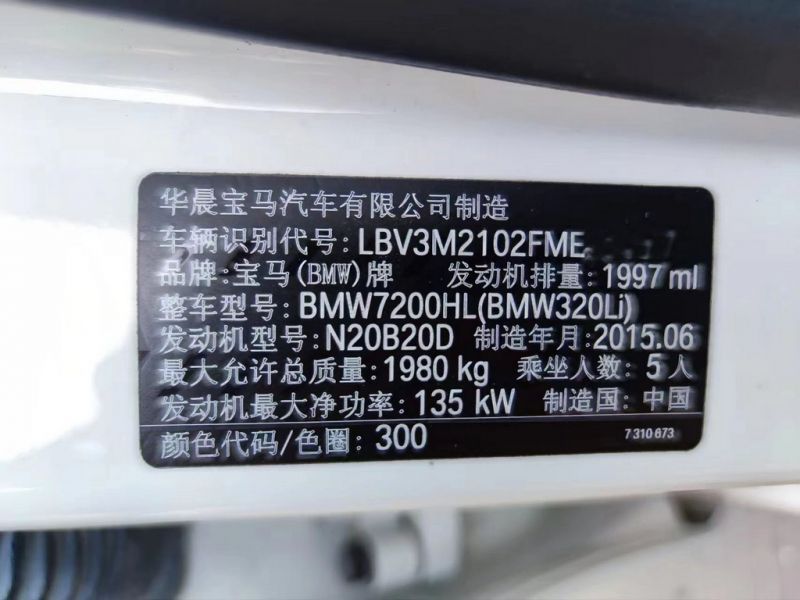 华晨宝马汽车有限公司制造
车辆识别代号: LBV3M2102FME
品牌: 宝马(BMW)牌 发动机排量: 1997 ml
整车型号: BMW7200HL(BMW320Li)
发动机型号: N20B20D 制造年月: 2015.06
最大允许总质量: 1980 kg 乘坐人数: 5 人
发动机最大净功率: 135 kW 制造国: 中国
颜色代码/色圈: 300 7 310 673